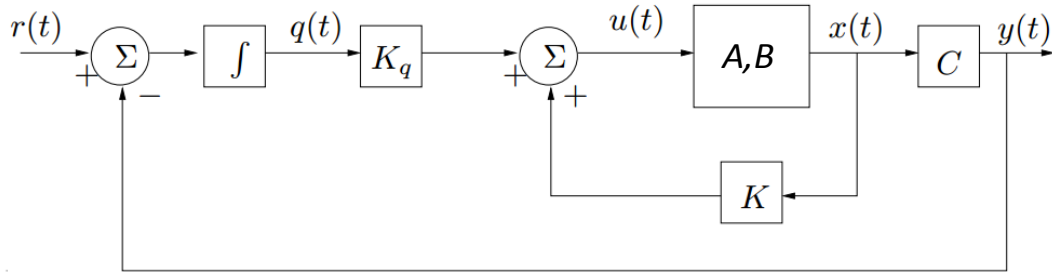 r(t) q(t) u(t) x(t) y(t)
Σ ∫ K_q Σ A,B C
+ − + +
K